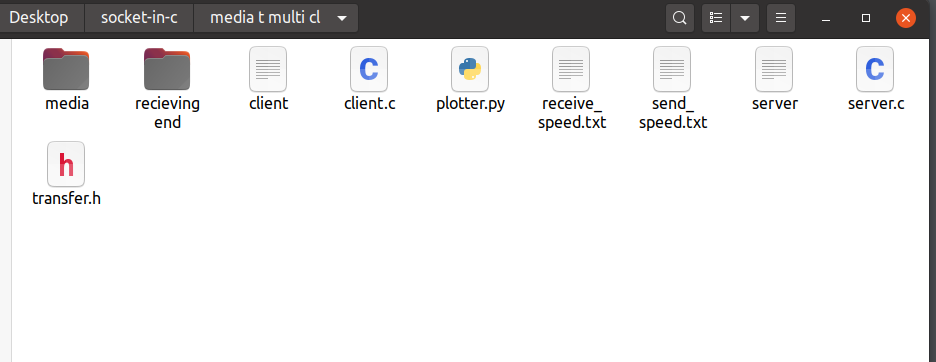 Desktop
socket-in-c
media t multi cl
media
recieving
end
client
client.c
plotter.py
receive_
speed.txt
send_
speed.txt
server
server.c
transfer.h